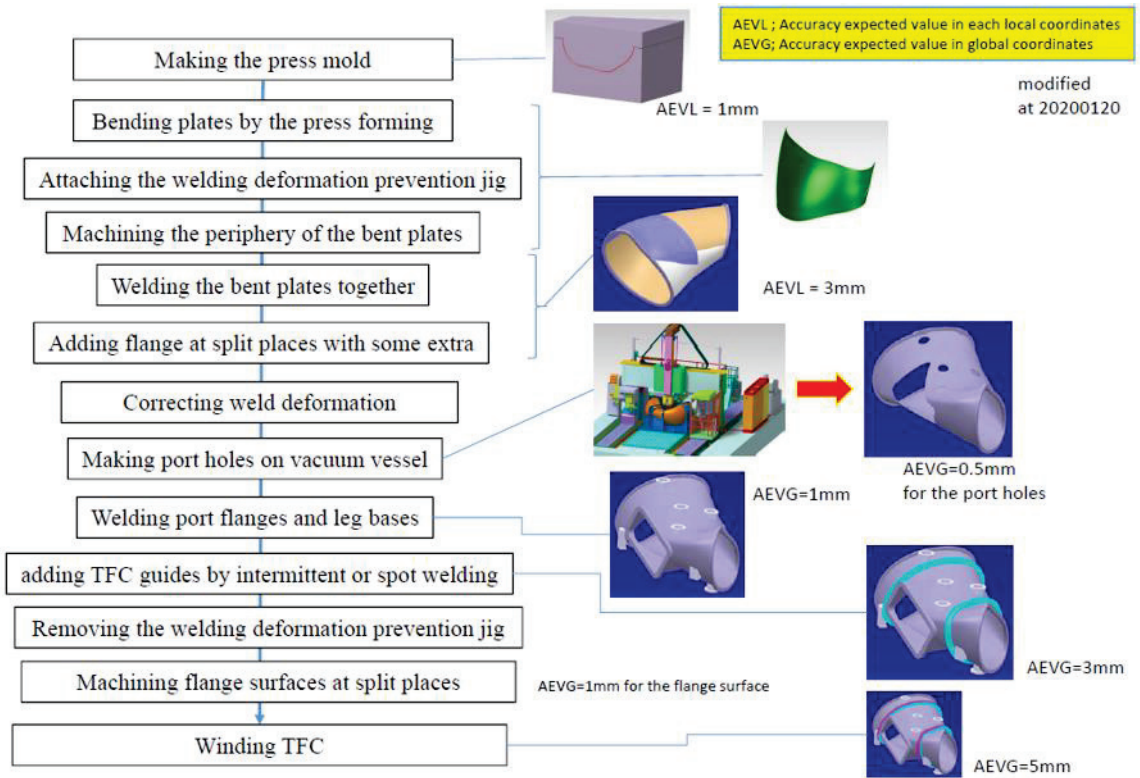 AEVL ; Accuracy expected value in each local coordinates
AEVG; Accuracy expected value in global coordinates
modified
at 20200120
Making the press mold
AEVL = 1mm
Bending plates by the press forming
Attaching the welding deformation prevention jig
Machining the periphery of the bent plates
Welding the bent plates together
AEVL = 3mm
Adding flange at split places with some extra
Correcting weld deformation
Making port holes on vacuum vessel
AEVG=0.5mm
for the port holes
AEVG=1mm
Welding port flanges and leg bases
adding TFC guides by intermittent or spot welding
Removing the welding deformation prevention jig
AEVG=3mm
Machining flange surfaces at split places
AEVG=1mm for the flange surface
Winding TFC
AEVG=5mm